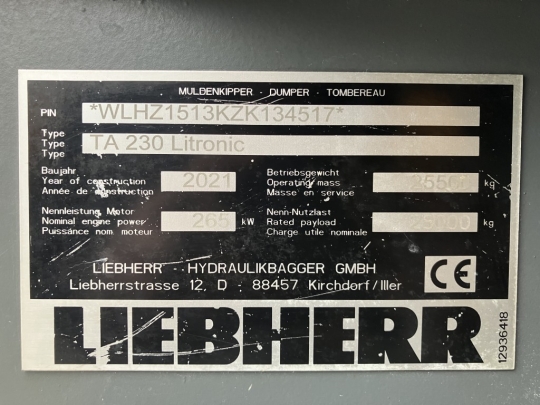 MULDENKIPPER - DUMPER - TOMBEREAU
PIN *WLHZ1513KZK134517*
Type
Type TA 230 Litronic
Type
Baujahr
Year of construction 2021
Année de construction
Betriebsgewicht
Operating mass kg
Masse en service
Nennleistung Motor
Nominal engine power 265 kW
Puissance nom moteur
Nenn-Nutzlast
Rated payload kg
Charge utile nominale
LIEBHERR - HYDRAULIKBAGGER GMBH
Liebherrstrasse 12 D - 88457 Kirchdorf/Iller
CE
LIEBHERR
12936418